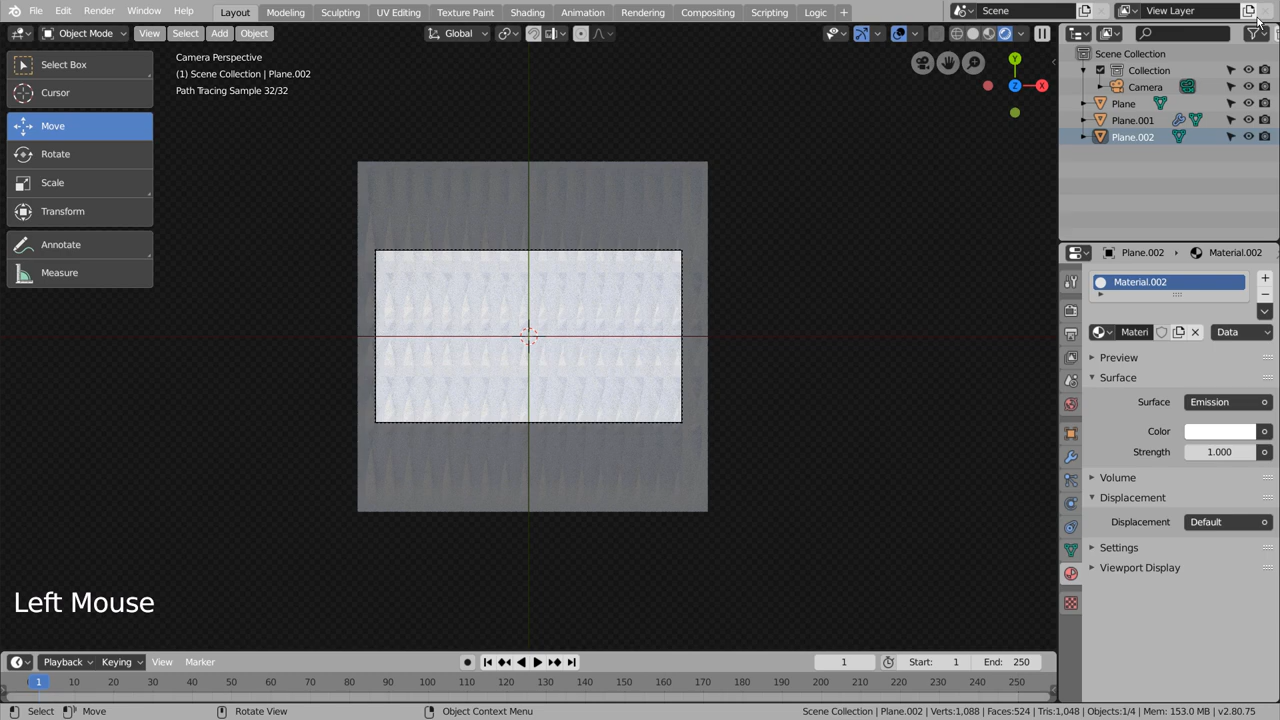 File Edit Render Window Help Layout Modeling Sculpting UV Editing Texture Paint Shading Animation Rendering Compositing Scripting Logic + Scene View Layer
Object Mode View Select Add Object Global
Select Box
Cursor
Move
Rotate
Scale
Transform
Annotate
Measure
Camera Perspective
(1) Scene Collection | Plane.002
Path Tracing Sample 32/32
Y
Z
X
Scene Collection
Collection
Camera
Plane
Plane.001
Plane.002
Plane.002 Material.002
Material.002
Materi Data
Preview
Surface
Surface Emission
Color
Strength 1.000
Volume
Displacement
Displacement Default
Settings
Viewport Display
Left Mouse
Playback Keying View Marker 1 Start: 1 End: 250
1 10 20 30 40 50 60 70 80 90 100 110 120 130 140 150 160 170 180 190 200 210 220 230 240 250
Select Move Rotate View Object Context Menu Scene Collection | Plane.002 | Verts:1,088 | Faces:524 | Tris:1,048 | Objects:1/4 | Mem: 153.0 MB | v2.80.75